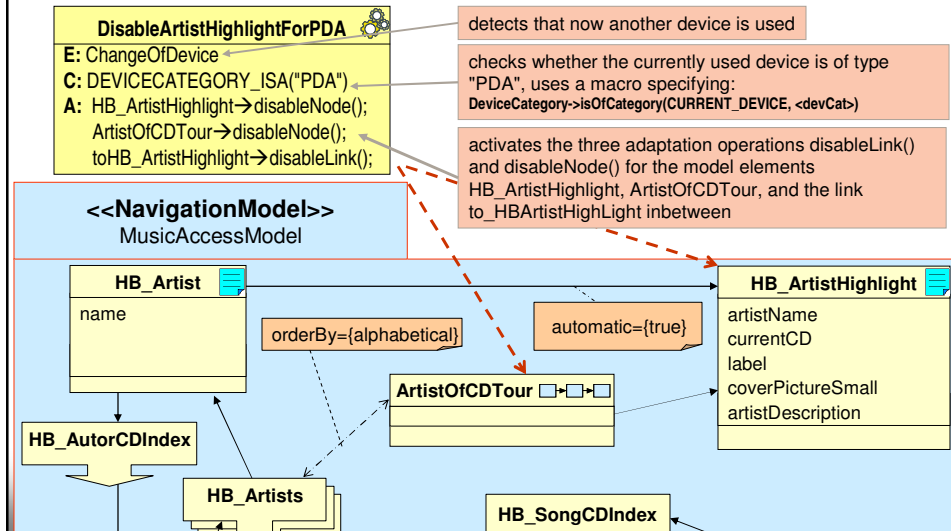 DisableArtistHighlightForPDA
E: ChangeOfDevice
C: DEVICECATEGORY_ISA("PDA")
A: HB_ArtistHighlight→disableNode();
ArtistOfCDTour→disableNode();
toHB_ArtistHighlight→disableLink();
detects that now another device is used
checks whether the currently used device is of type
"PDA", uses a macro specifying:
DeviceCategory->isOfCategory(CURRENT_DEVICE, <devCat>)
activates the three adaptation operations disableLink()
and disableNode() for the model elements
HB_ArtistHighlight, ArtistOfCDTour, and the link
to_HBArtistHighLight inbetween
<<NavigationModel>>
MusicAccessModel
HB_Artist
name
orderBy={alphabetical}
automatic={true}
HB_ArtistHighlight
artistName
currentCD
label
coverPictureSmall
artistDescription
ArtistOfCDTour
HB_AutorCDIndex
HB_Artists
HB_SongCDIndex